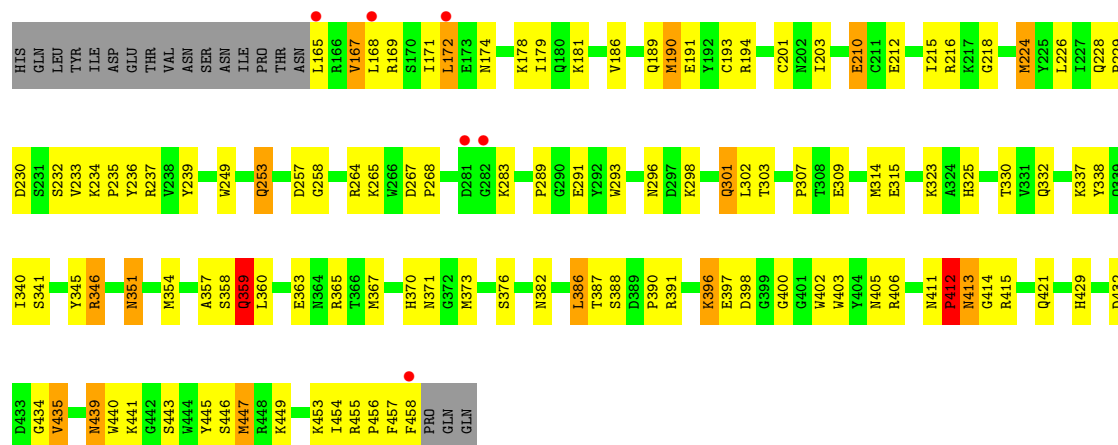 HIS GLN LEU TYR ILE ASP GLU THR VAL ASN SER ASN ILE PRO THR ASN L165 R166 V167 L168 R169 S170 I171 L172 E173 N174 K178 I179 Q180 K181 V186 Q189 M190 E191 Y192 C193 R194 C201 N202 I203 E210 C211 E212 I215 R216 K217 G218 M224 Y225 L226 I227 Q228 P229
D230 S231 S232 V233 K234 P235 Y236 R237 V238 Y239 W249 Q253 D257 G258 R264 K265 W266 D267 P268 D281 G282 K283 P289 G290 E291 Y292 W293 N296 D297 K298 Q301 L302 T303 P307 T308 E309 M314 E315 K323 A324 H325 T330 V331 Q332 K337 Y338
I340 S341 Y345 R346 N351 M354 A357 S358 Q359 L360 E363 N364 R365 T366 M367 H370 N371 G372 M373 S376 N382 L386 T387 S388 D389 P390 R391 K396 E397 D398 G399 G400 G401 W402 W403 Y404 N405 R406 N411 P412 N413 G414 R415 Q421 H429 D432
D433 G434 V435 N439 W440 K441 G442 S443 W444 Y445 S446 M447 R448 K449 K453 I454 R455 P456 F457 F458 PRO GLN GLN